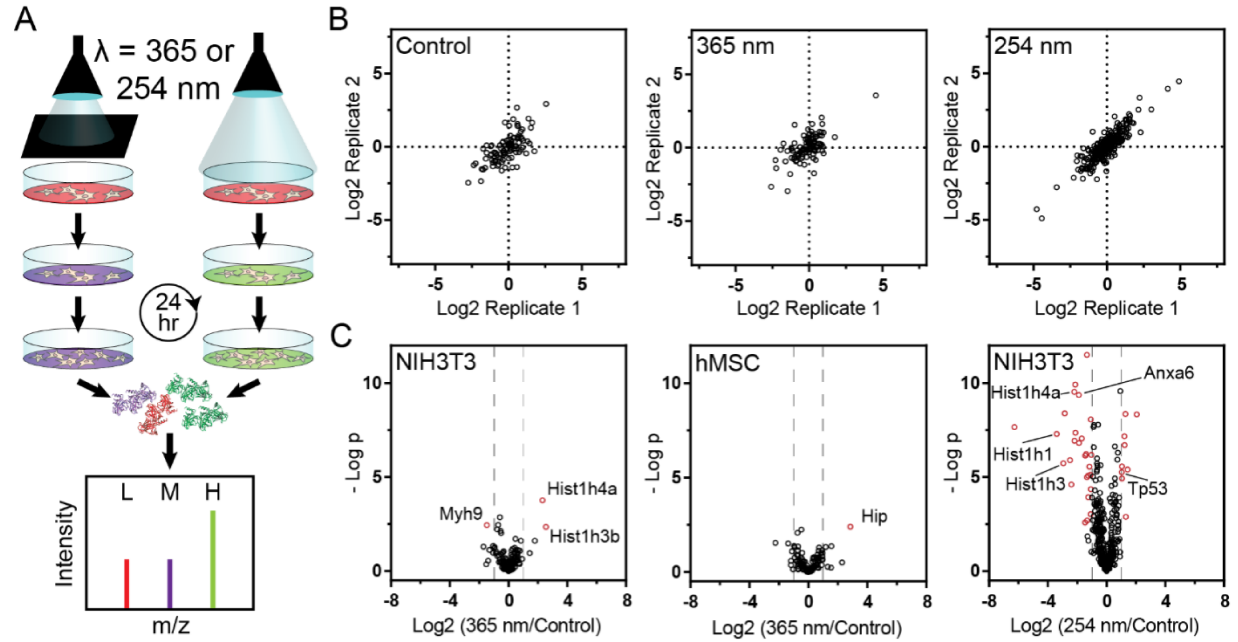 A
λ = 365 or
254 nm
24
hr
L M H
Intensity
m/z
B
Control
5
0
-5
-5 0 5
Log2 Replicate 2
Log2 Replicate 1
365 nm
5
0
-5
-5 0 5
Log2 Replicate 2
Log2 Replicate 1
254 nm
5
0
-5
-5 0 5
Log2 Replicate 2
Log2 Replicate 1
C
NIH3T3
10
5
0
-8 -4 0 4 8
- Log p
Myh9
Hist1h4a
Hist1h3b
Log2 (365 nm/Control)
hMSC
10
5
0
-8 -4 0 4 8
- Log p
Hip
Log2 (365 nm/Control)
NIH3T3
10
5
0
-8 -4 0 4 8
- Log p
Anxa6
Hist1h4a
Hist1h1
Hist1h3
Tp53
Log2 (254 nm/Control)